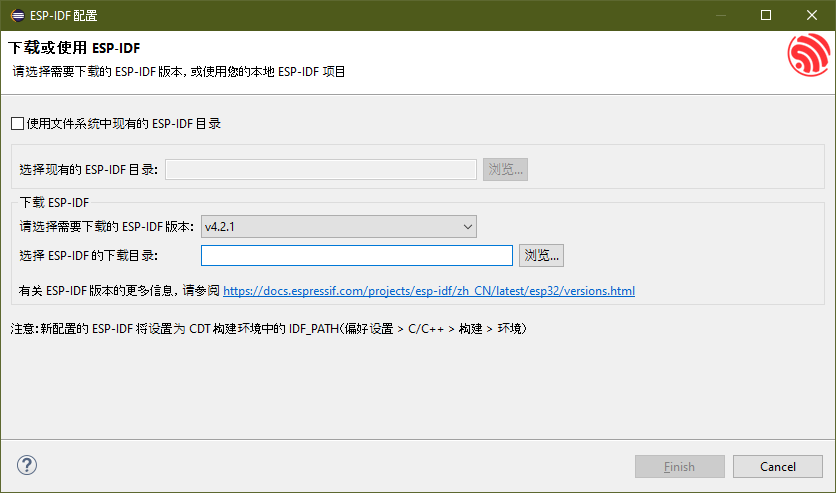 ESP-IDF 配置
下载或使用 ESP-IDF
请选择需要下载的 ESP-IDF 版本, 或使用您的本地 ESP-IDF 项目
使用文件系统中现有的 ESP-IDF 目录
选择现有的 ESP-IDF 目录: 浏览...
下载 ESP-IDF
请选择需要下载的 ESP-IDF 版本: v4.2.1
选择 ESP-IDF 的下载目录: 浏览...
有关 ESP-IDF 版本的更多信息, 请参阅 https://docs.espressif.com/projects/esp-idf/zh_CN/latest/esp32/versions.html
注意:新配置的 ESP-IDF 将设置为 CDT 构建环境中的 IDF_PATH(偏好设置 > C/C++ > 构建 > 环境)
? Finish Cancel